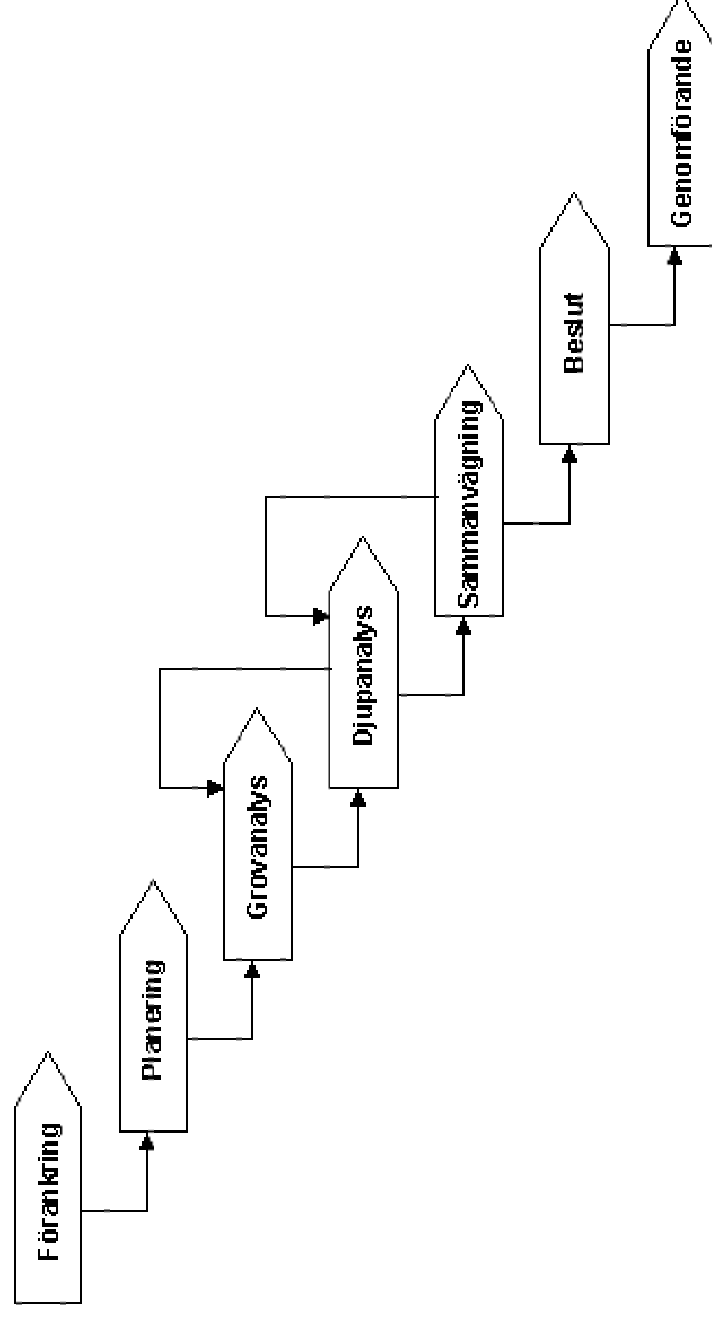 Förankring
Planering
Grovanalys
Djupanalys
Sammanvägning
Beslut
Genomförande